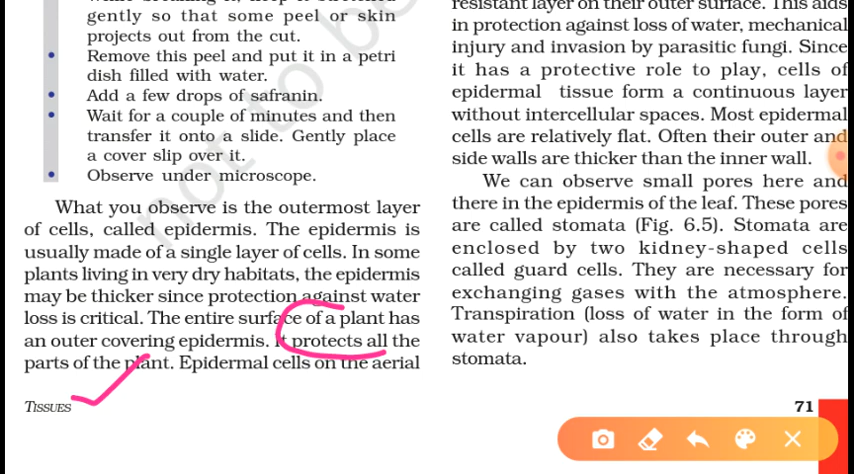 gently so that some peel or skin
projects out from the cut.
• Remove this peel and put it in a petri
dish filled with water.
• Add a few drops of safranin.
• Wait for a couple of minutes and then
transfer it onto a slide. Gently place
a cover slip over it.
• Observe under microscope.
What you observe is the outermost layer
of cells, called epidermis. The epidermis is
usually made of a single layer of cells. In some
plants living in very dry habitats, the epidermis
may be thicker since protection against water
loss is critical. The entire surface of a plant has
an outer covering epidermis. It protects all the
parts of the plant. Epidermal cells on the aerial
resistant layer on their outer surface. This aids
in protection against loss of water, mechanical
injury and invasion by parasitic fungi. Since
it has a protective role to play, cells of
epidermal tissue form a continuous layer
without intercellular spaces. Most epidermal
cells are relatively flat. Often their outer and
side walls are thicker than the inner wall.
We can observe small pores here and
there in the epidermis of the leaf. These pores
are called stomata (Fig. 6.5). Stomata are
enclosed by two kidney-shaped cells
called guard cells. They are necessary for
exchanging gases with the atmosphere.
Transpiration (loss of water in the form of
water vapour) also takes place through
stomata.
TISSUES
71
not to be